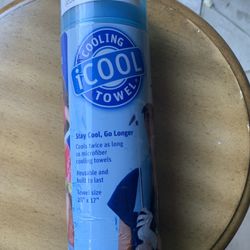 COOLING
iCOOL
TOWEL
Stay Cool, Go Longer
Cools twice as long
as microfiber
cooling towels
Reusable and
built to last
Towel size